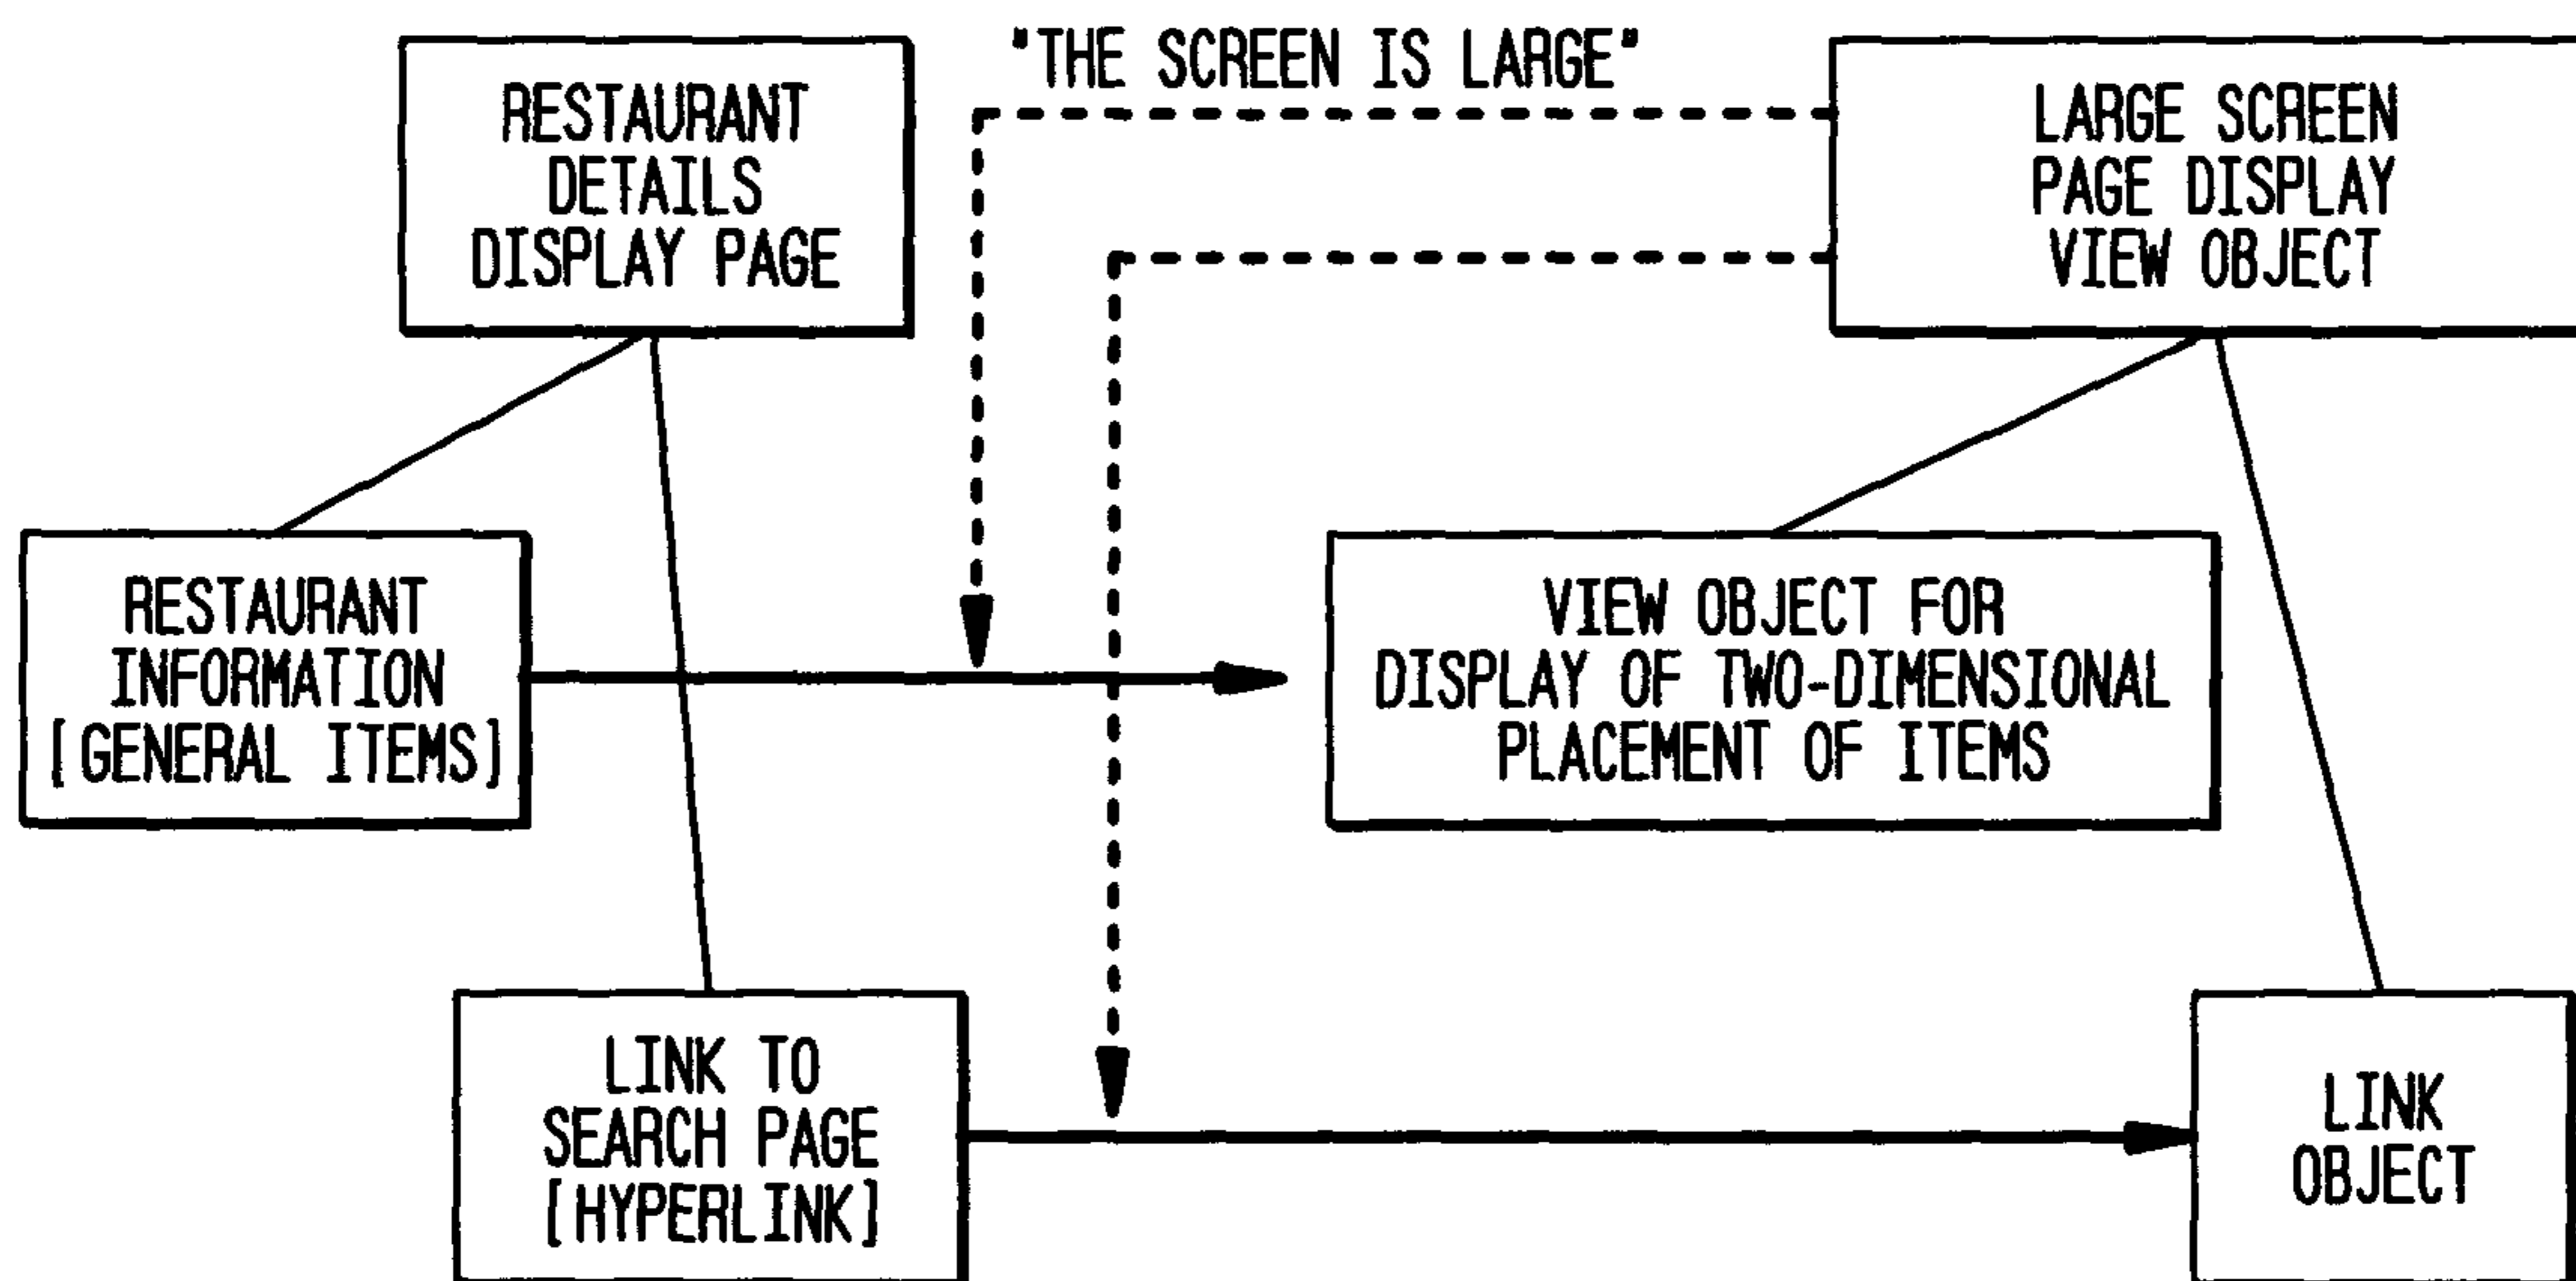 "THE SCREEN IS LARGE"
RESTAURANT
DETAILS
DISPLAY PAGE
LARGE SCREEN
PAGE DISPLAY
VIEW OBJECT
RESTAURANT
INFORMATION
[GENERAL ITEMS]
VIEW OBJECT FOR
DISPLAY OF TWO-DIMENSIONAL
PLACEMENT OF ITEMS
LINK TO
SEARCH PAGE
[HYPERLINK]
LINK
OBJECT